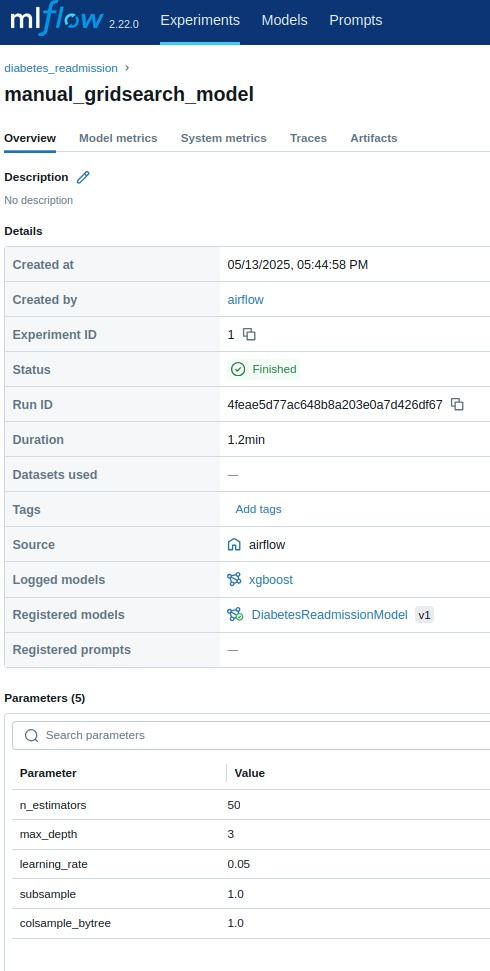 mlflow 2.22.0 Experiments Models Prompts
diabetes_readmission
manual_gridsearch_model
Overview Model metrics System metrics Traces Artifacts
Description
No description
Details
Created at 05/13/2025, 05:44:58 PM
Created by airflow
Experiment ID 1
Status Finished
Run ID 4feae5d77ac648b8a203e0a7d426df67
Duration 1.2min
Datasets used —
Tags Add tags
Source airflow
Logged models xgboost
Registered models DiabetesReadmissionModel v1
Registered prompts —
Parameters (5)
Search parameters
Parameter Value
n_estimators 50
max_depth 3
learning_rate 0.05
subsample 1.0
colsample_bytree 1.0